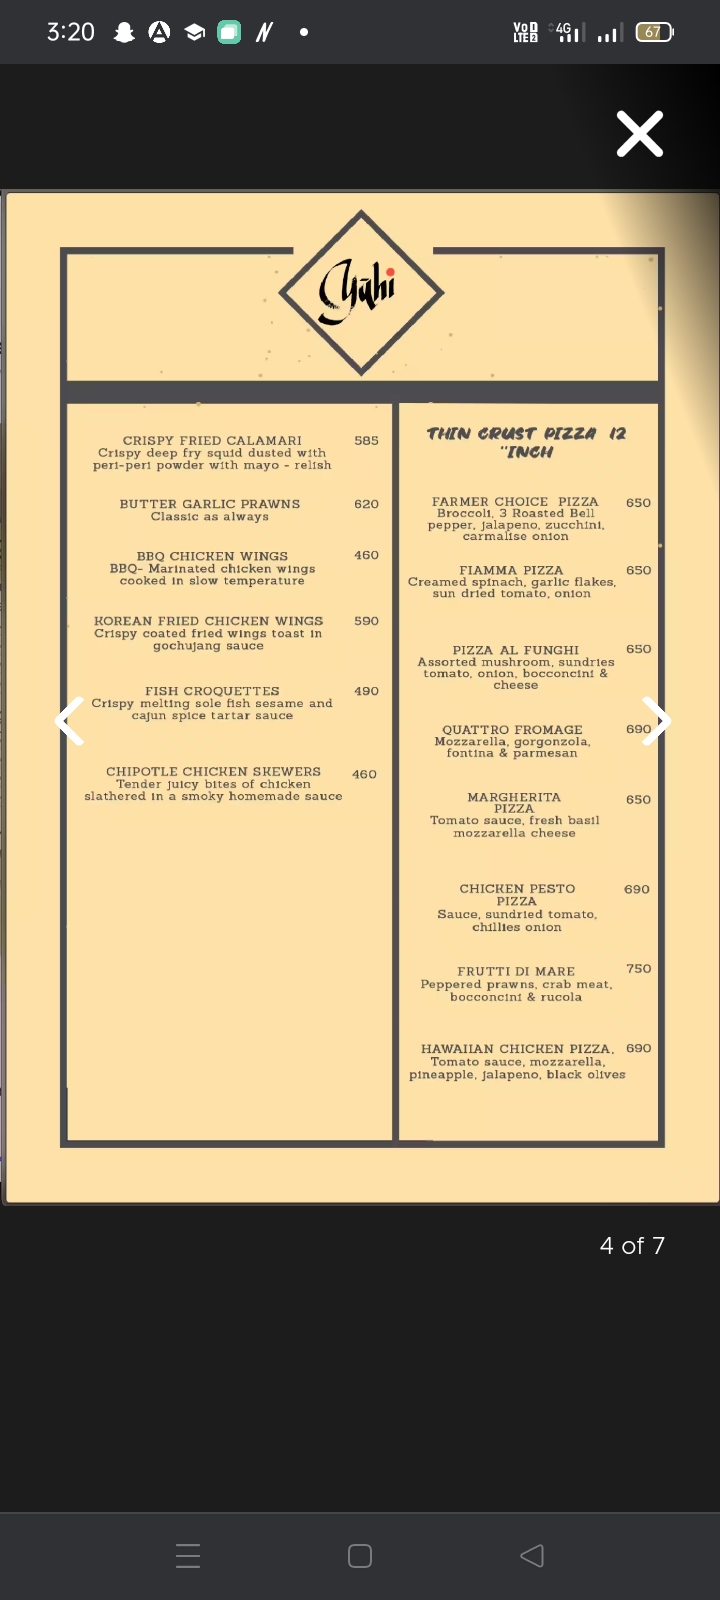 3:20
Vo LTE2
4G
67
Yuhi
CRISPY FRIED CALAMARI 585
Crispy deep fry squid dusted with
peri-peri powder with mayo - relish
BUTTER GARLIC PRAWNS 620
Classic as always
BBQ CHICKEN WINGS 460
BBQ- Marinated chicken wings
cooked in slow temperature
KOREAN FRIED CHICKEN WINGS 590
Crispy coated fried wings toast in
gochujang sauce
FISH CROQUETTES 490
Crispy melting sole fish sesame and
cajun spice tartar sauce
CHIPOTLE CHICKEN SKEWERS 460
Tender juicy bites of chicken
slathered in a smoky homemade sauce
THIN CRUST PIZZA 12
"INCH
FARMER CHOICE PIZZA 650
Broccoli, 3 Roasted Bell
pepper, jalapeno, zucchini,
carmalise onion
FIAMMA PIZZA 650
Creamed spinach, garlic flakes,
sun dried tomato, onion
PIZZA AL FUNGHI 650
Assorted mushroom, sundries
tomato, onion, bocconcini &
cheese
QUATTRO FROMAGE 690
Mozzarella, gorgonzola,
fontina & parmesan
MARGHERITA 650
PIZZA
Tomato sauce, fresh basil
mozzarella cheese
CHICKEN PESTO 690
PIZZA
Sauce, sundried tomato,
chillies onion
FRUTTI DI MARE 750
Peppered prawns, crab meat,
bocconcini & rucola
HAWAIIAN CHICKEN PIZZA, 690
Tomato sauce, mozzarella,
pineapple, jalapeno, black olives
4 of 7